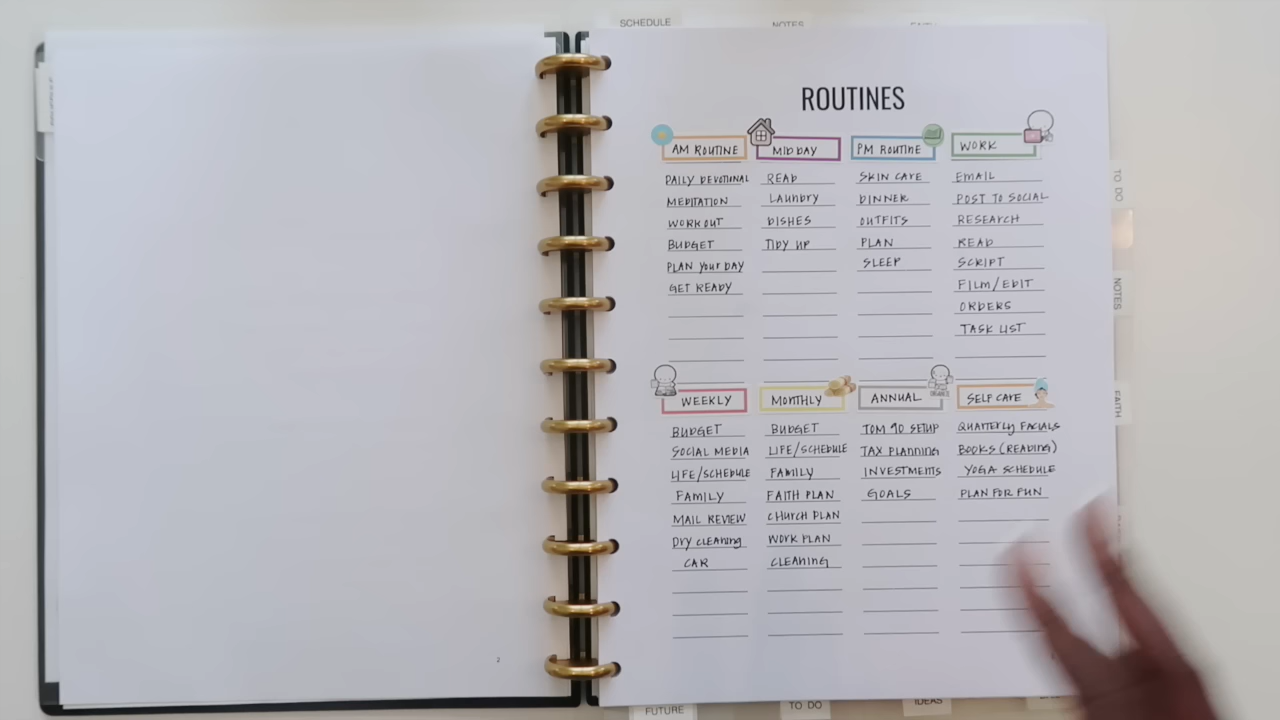 SCHEDULE
NOTES
ROUTINES
AM ROUTINE
DAILY DEVOTIONAL
MEDITATION
WORK OUT
BUDGET
PLAN YOUR DAY
GET READY
MID DAY
READ
LAUNDRY
DISHES
TIDY UP
PM ROUTINE
SKIN CARE
DINNER
OUTFITS
PLAN
SLEEP
WORK
EMAIL
POST TO SOCIAL
RESEARCH
READ
SCRIPT
FILM/EDIT
ORDERS
TASK LIST
WEEKLY
BUDGET
SOCIAL MEDIA
LIFE/SCHEDULE
FAMILY
MAIL REVIEW
DRY CLEANING
CAR
MONTHLY
BUDGET
LIFE/SCHEDULE
FAMILY
FAITH PLAN
CHURCH PLAN
WORK PLAN
CLEANING
ANNUAL
TOM 90 SETUP
TAX PLANNING
INVESTMENTS
GOALS
SELF CARE
QUARTERLY FACIALS
BOOKS (READING)
YOGA SCHEDULE
PLAN FOR FUN
TO DO
NOTES
FAITH
2
FUTURE
TO DO
IDEAS